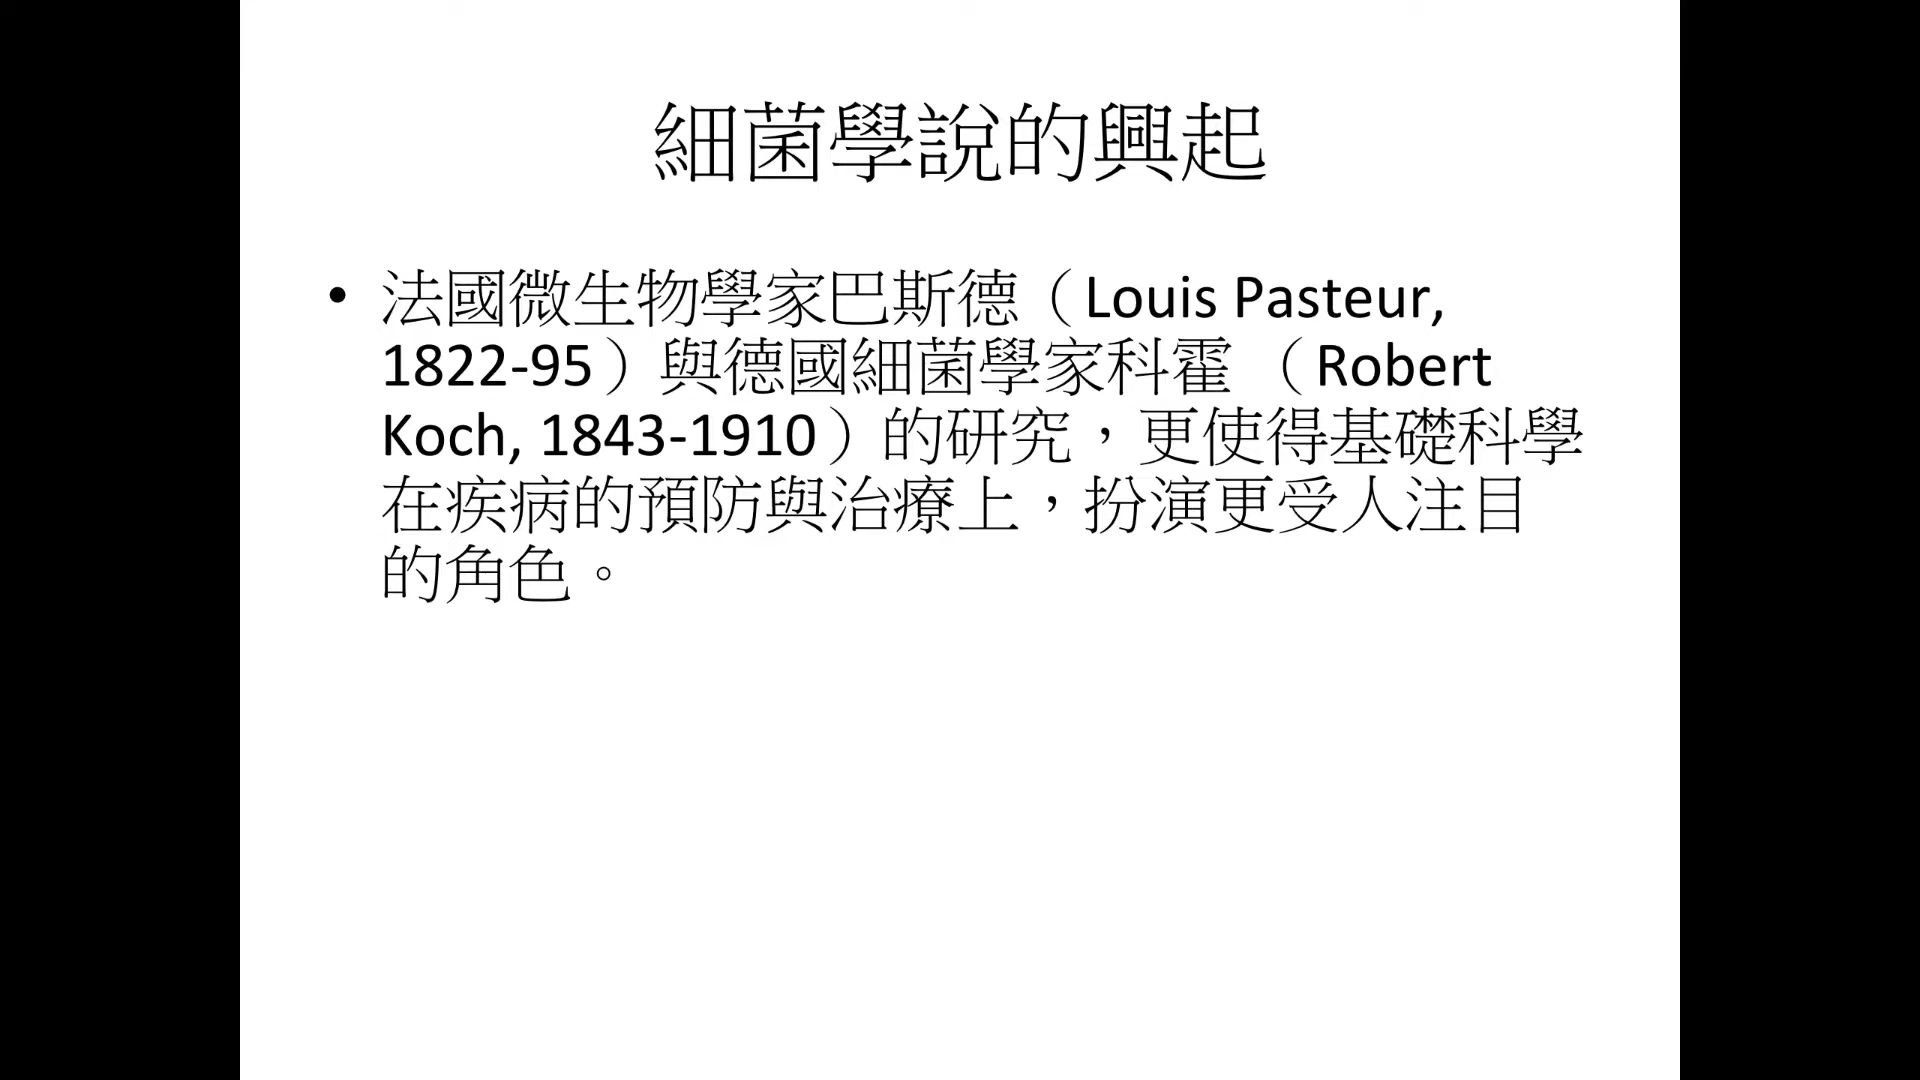 細菌學說的興起
• 法國微生物學家巴斯德（Louis Pasteur,
1822-95）與德國細菌學家科霍 （Robert
Koch, 1843-1910）的研究，更使得基礎科學
在疾病的預防與治療上，扮演更受人注目
的角色。